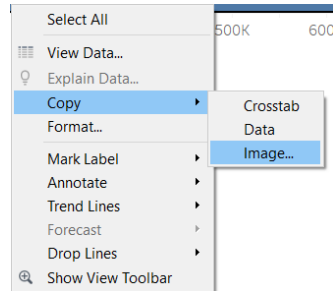 Select All
500K
600
View Data...
Explain Data...
Copy
Crosstab
Format...
Data
Image...
Mark Label
Annotate
Trend Lines
Forecast
Drop Lines
Show View Toolbar